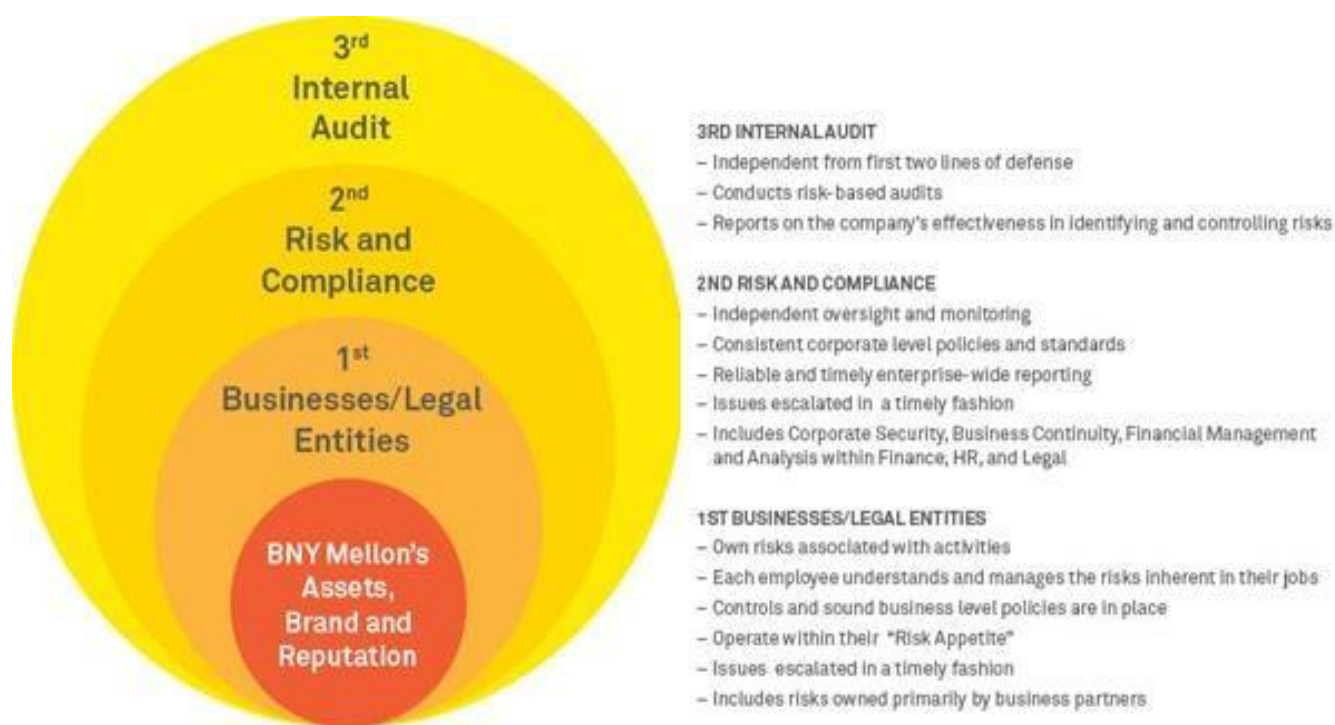 3rd
Internal
Audit
2nd
Risk and
Compliance
1st
Businesses/Legal
Entities
BNY Mellon's
Assets,
Brand and
Reputation
3RD INTERNAL AUDIT
– Independent from first two lines of defense
– Conducts risk-based audits
– Reports on the company's effectiveness in identifying and controlling risks
2ND RISK AND COMPLIANCE
– Independent oversight and monitoring
– Consistent corporate level policies and standards
– Reliable and timely enterprise-wide reporting
– Issues escalated in a timely fashion
– Includes Corporate Security, Business Continuity, Financial Management
and Analysis within Finance, HR, and Legal
1ST BUSINESSES/LEGAL ENTITIES
– Own risks associated with activities
– Each employee understands and manages the risks inherent in their jobs
– Controls and sound business level policies are in place
– Operate within their "Risk Appetite"
– Issues escalated in a timely fashion
– Includes risks owned primarily by business partners